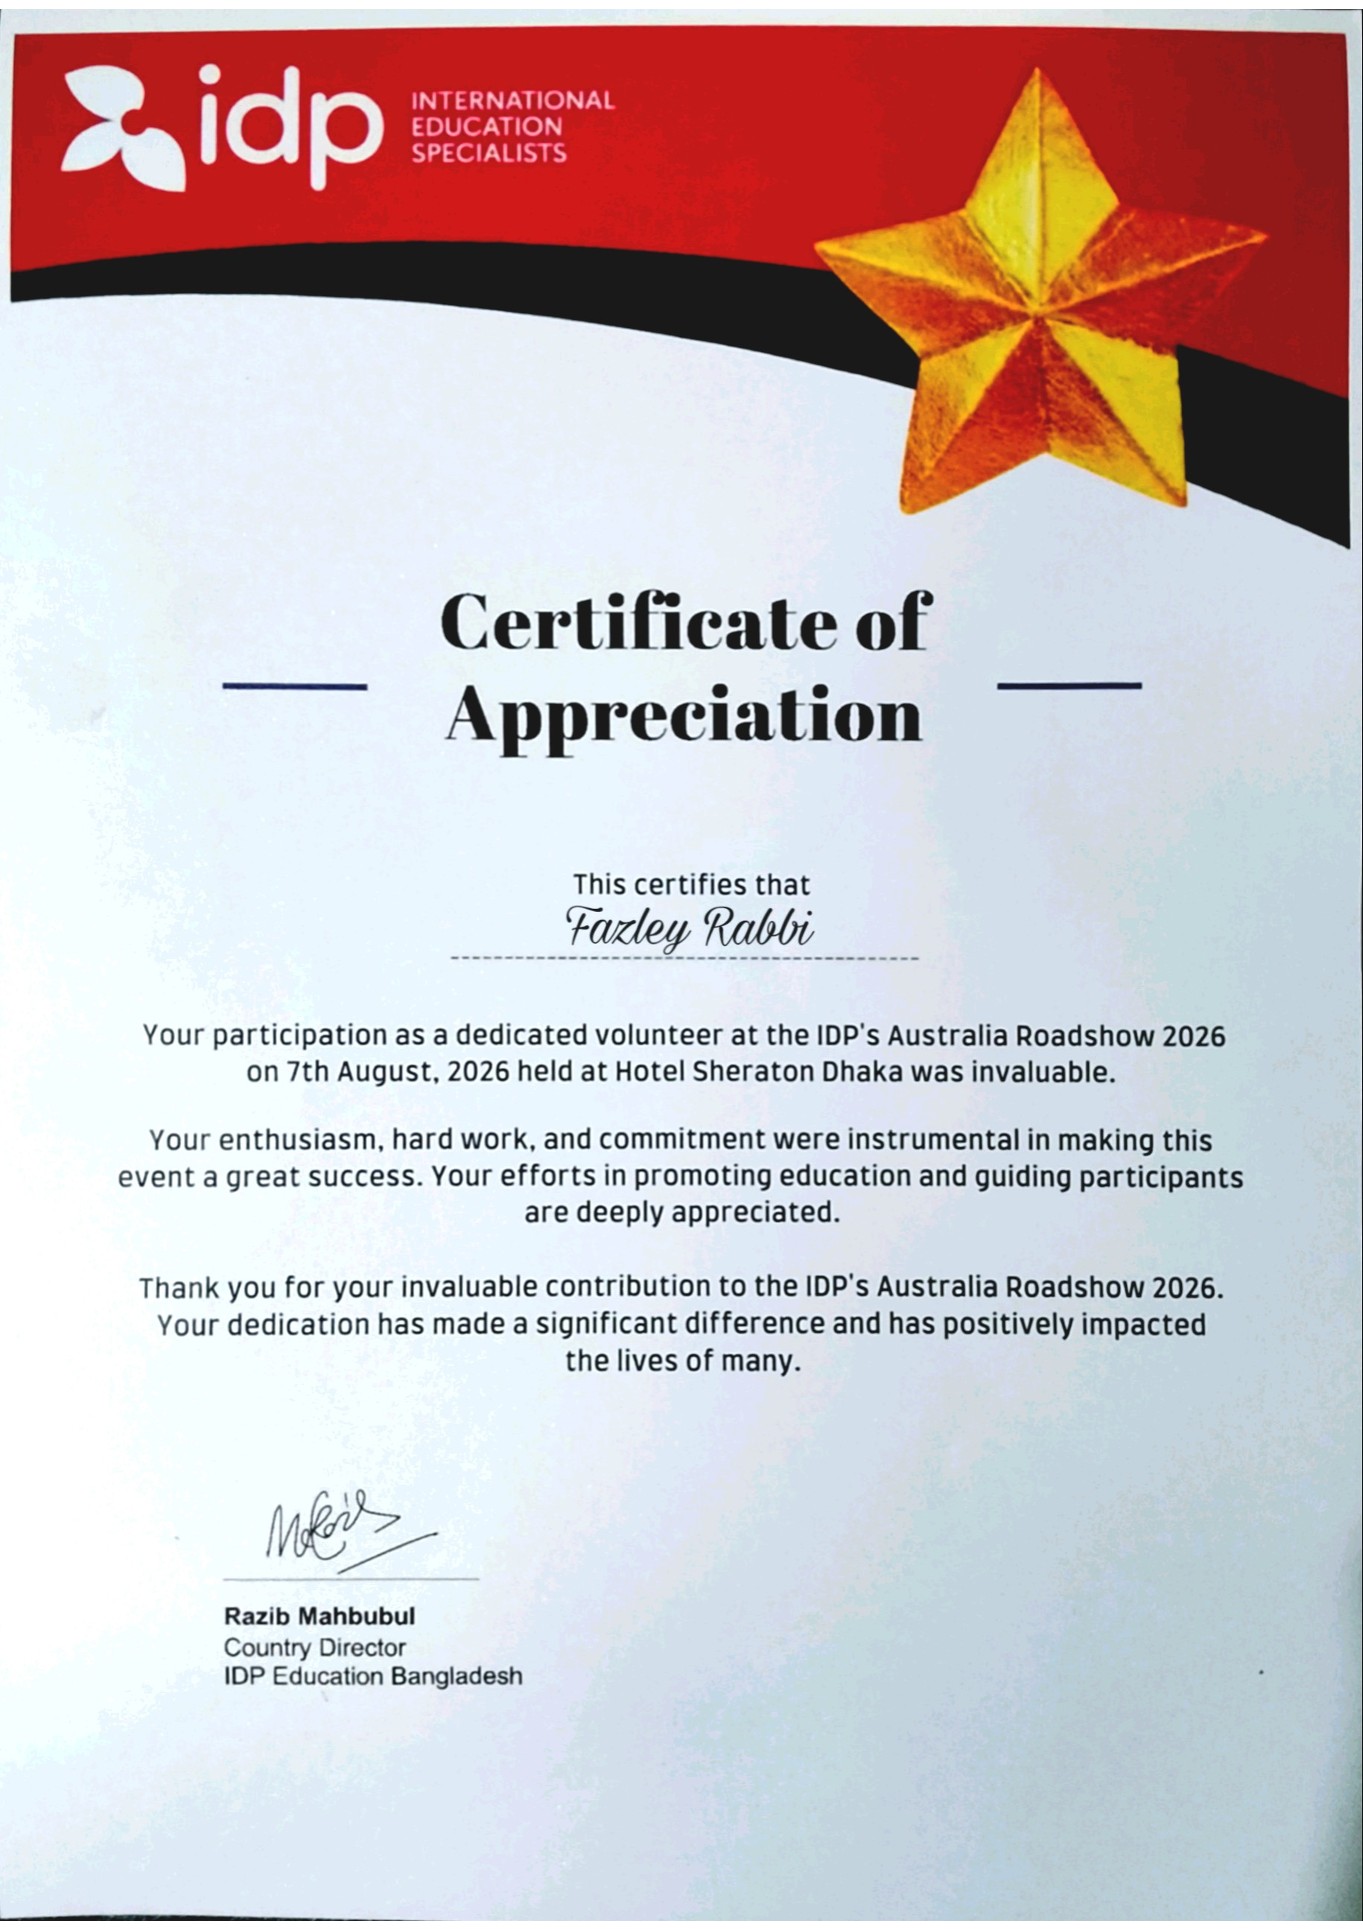 idp
INTERNATIONAL
EDUCATION
SPECIALISTS
Certificate of
Appreciation
This certifies that
Fazley Rabbi
Your participation as a dedicated volunteer at the IDP's Australia Roadshow 2026
on 7th August, 2026 held at Hotel Sheraton Dhaka was invaluable.
Your enthusiasm, hard work, and commitment were instrumental in making this
event a great success. Your efforts in promoting education and guiding participants
are deeply appreciated.
Thank you for your invaluable contribution to the IDP's Australia Roadshow 2026.
Your dedication has made a significant difference and has positively impacted
the lives of many.
Razib Mahbubul
Country Director
IDP Education Bangladesh